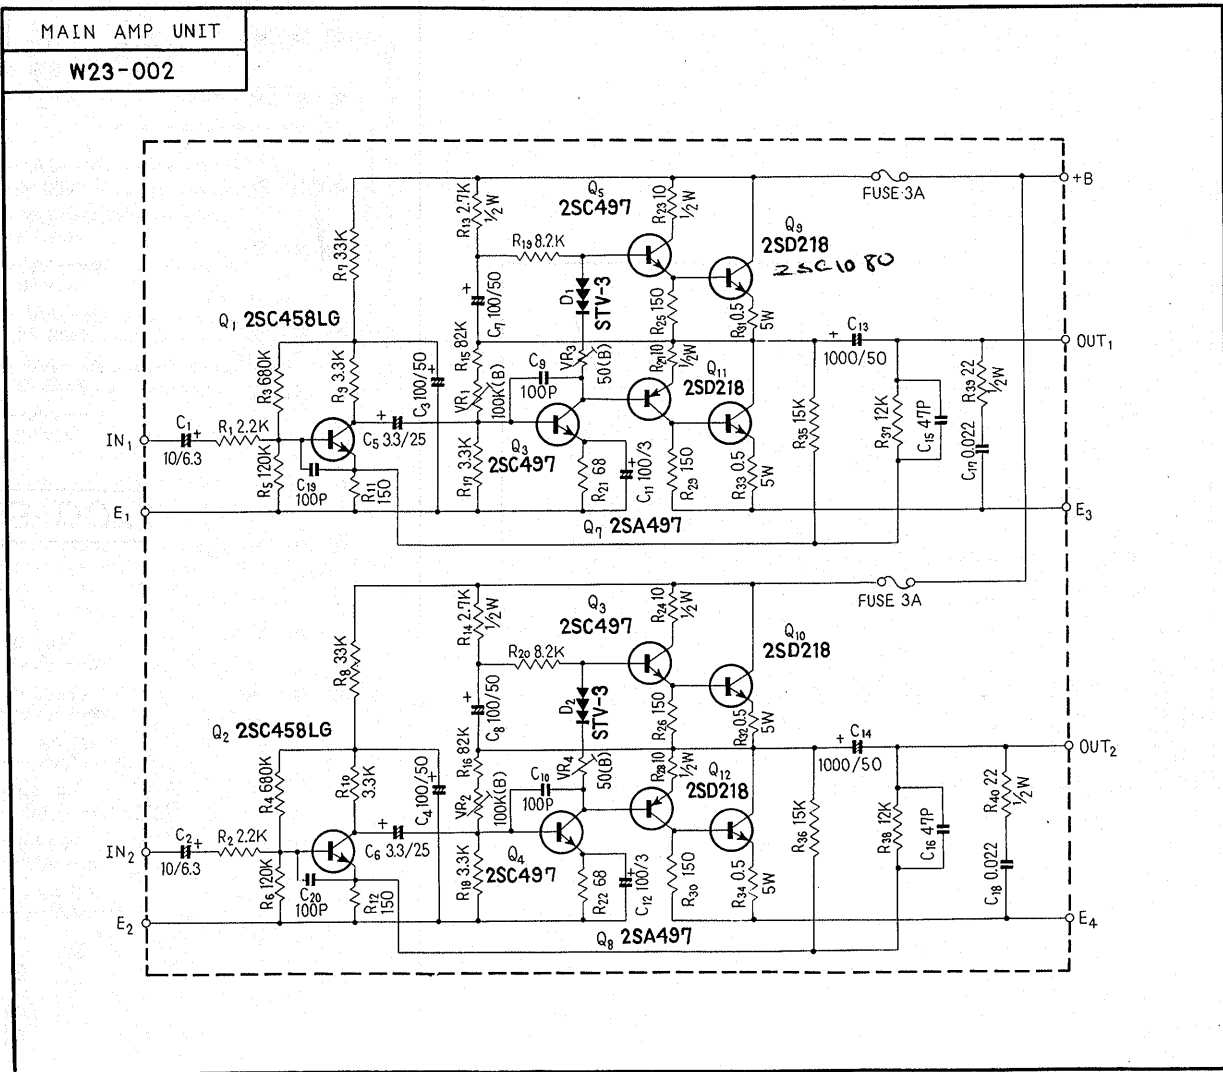 MAIN AMP UNIT
W23-002
+B
FUSE·3A
R13 2.7K
1/2W
Q5
2SC497
R23 10
1/2W
Q9
2SD218
2SC1080
R7 33K
R19 8.2K
C7 100/50
+
D1
STV-3
R25 150
R31 0.5
5W
Q1 2SC458LG
C13
+
1000/50
OUT1
R3 680K
R9 3.3K
C3 100/50
+
R15 82K
VR1
100K(B)
C9
100P
VR3
50(B)
R27 10
1/2W
Q11
2SD218
R39 22
1/2W
IN1
C1
+
10/6.3
R1 2.2K
+
C5 3.3/25
R35 15K
R37 12K
C15 47P
C17 0.022
R5 120K
C19
100P
R11
150
R17 3.3K
Q3
2SC497
R21 68
C11 100/3
+
R29 150
R33 0.5
5W
E1
E3
Q7 2SA497
FUSE 3A
R14 2.7K
1/2W
Q3
2SC497
R24 10
1/2W
Q10
2SD218
R8 33K
R20 8.2K
C8 100/50
+
D2
STV-3
R26 150
R32 0.5
5W
Q2 2SC458LG
C14
+
1000/50
OUT2
R4 680K
R10
3.3K
C4 100/50
+
R16 82K
VR2
100K(B)
C10
100P
VR4
50(B)
R28 10
1/2W
Q12
2SD218
R40 22
1/2W
IN2
C2
+
10/6.3
R2 2.2K
+
C6 3.3/25
R36 15K
R38 12K
C16 47P
C18 0.022
R6 120K
C20
100P
R12
150
R18 3.3K
Q4
2SC497
R22 68
C12 100/3
+
R30 150
R34 0.5
5W
E2
E4
Q8 2SA497